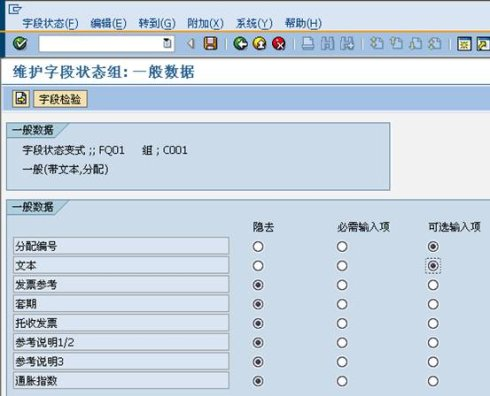 字段状态(F) 编辑(E) 转到(G) 附加(X) 系统(Y) 帮助(H)
维护字段状态组:一般数据
字段检验
一般数据
字段状态变式;; FQ01 组; C001
一般(带文本,分配)
一般数据
隐去 必需输入项 可选输入项
分配编号
文本
发票参考
套期
托收发票
参考说明1/2
参考说明3
通胀指数